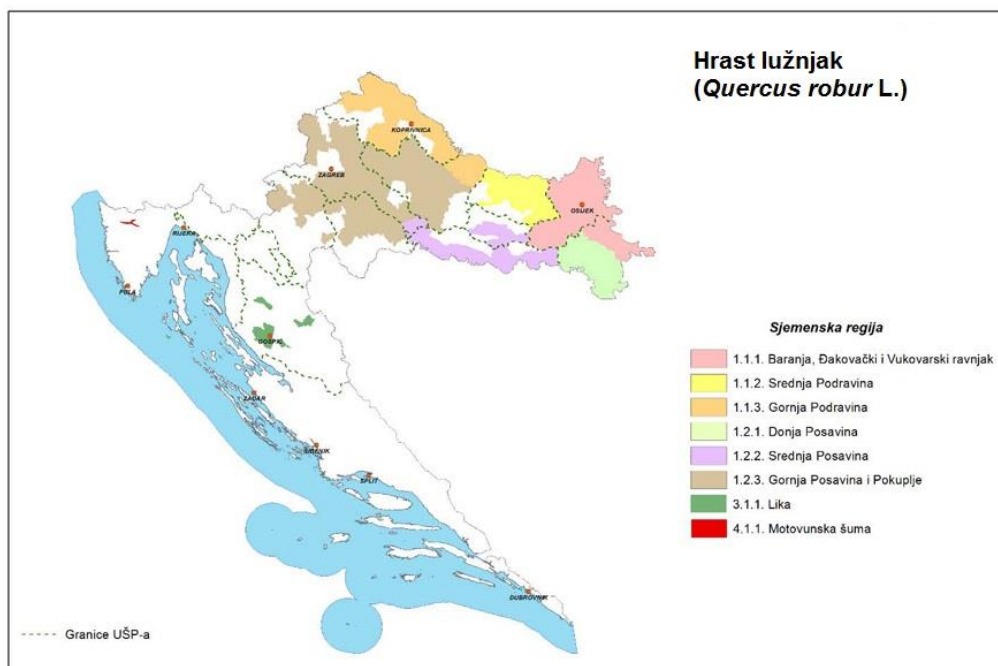 Hrast lužnjak
(Quercus robur L.)
KOPRIVNICA
ZAGREB
OSIJEK
RIJEKA
PULA
GOSPIĆ
ZADAR
ŠIBENIK
SPLIT
DUBROVNIK
Sjemenska regija
1.1.1. Baranja, Đakovački i Vukovarski ravnjak
1.1.2. Srednja Podravina
1.1.3. Gornja Podravina
1.2.1. Donja Posavina
1.2.2. Srednja Posavina
1.2.3. Gornja Posavina i Pokuplje
3.1.1. Lika
4.1.1. Motovunska šuma
Granice UŠP-a